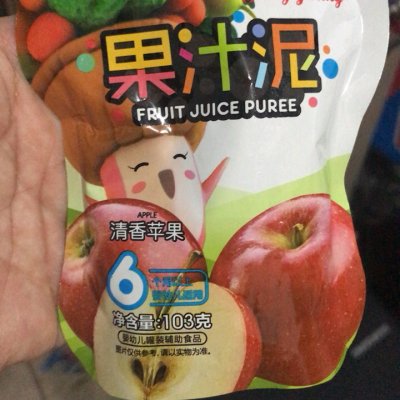 果汁泥
FRUIT JUICE PUREE
APPLE
清香苹果
6
净含量:103克
婴幼儿罐装辅助食品
图片仅供参考,请以实物为准。